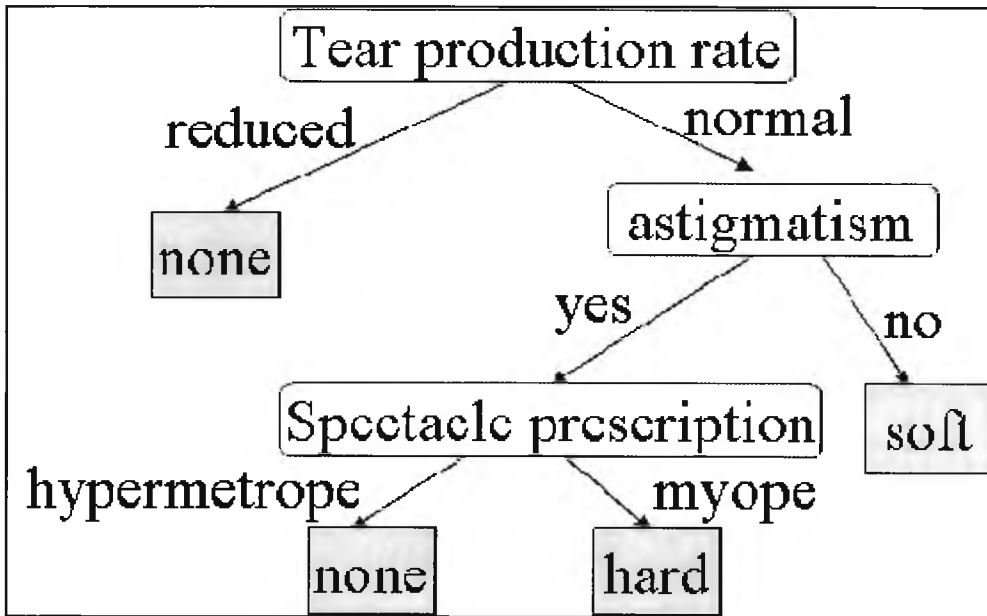 Tear production rate
reduced
normal
none
astigmatism
yes
no
Spectacle prescription
soft
hypermetrope
myope
none
hard